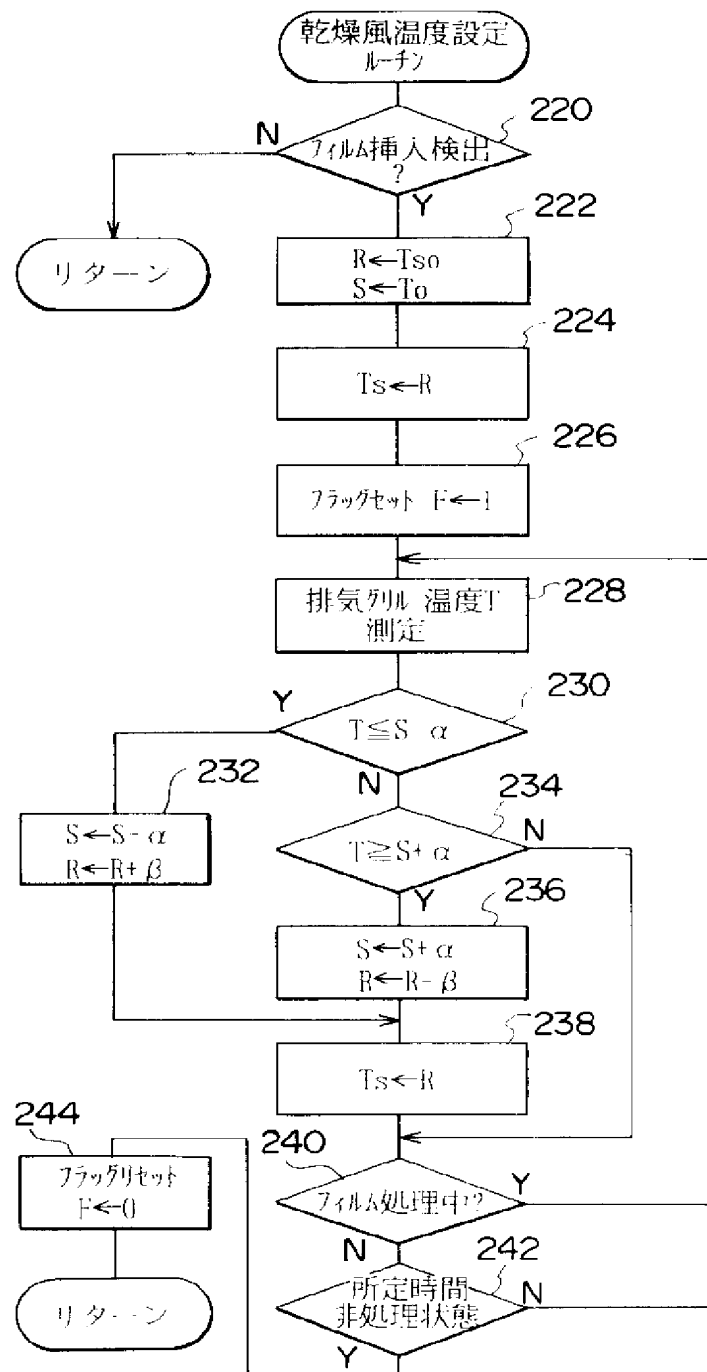 乾燥風温度設定
ルーチン
220
N
フィルム挿入検出
?
Y
222
リターン
R←Tso
S←To
224
Ts←R
226
フラッグセット F←1
228
排気グリル 温度T
測定
230
Y
T≦S α
N
232
234
S←S-α
R←R+β
T≧S+α
N
Y
236
S←S+α
R←R-β
238
Ts←R
244
フラッグリセット
F←0
240
フィルム処理中?
Y
N
242
リターン
所定時間
非処理状態
N
Y